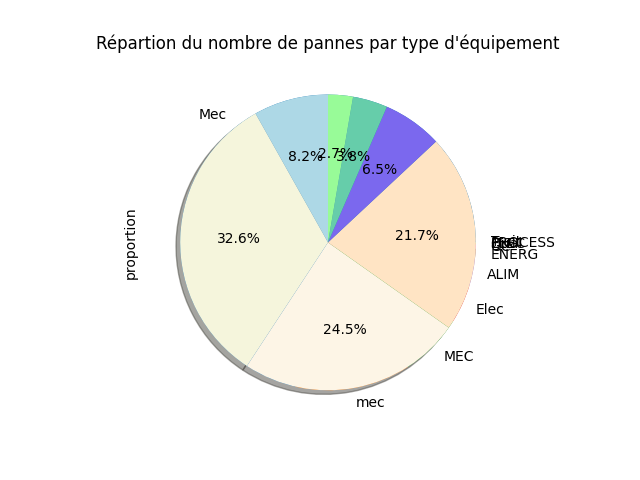 Répartion du nombre de pannes par type d'équipement
Mec
8.2%
2.7%
3.8%
6.5%
32.6%
21.7%
24.5%
proportion
PROCESS
ENERG
ALIM
Elec
MEC
mec